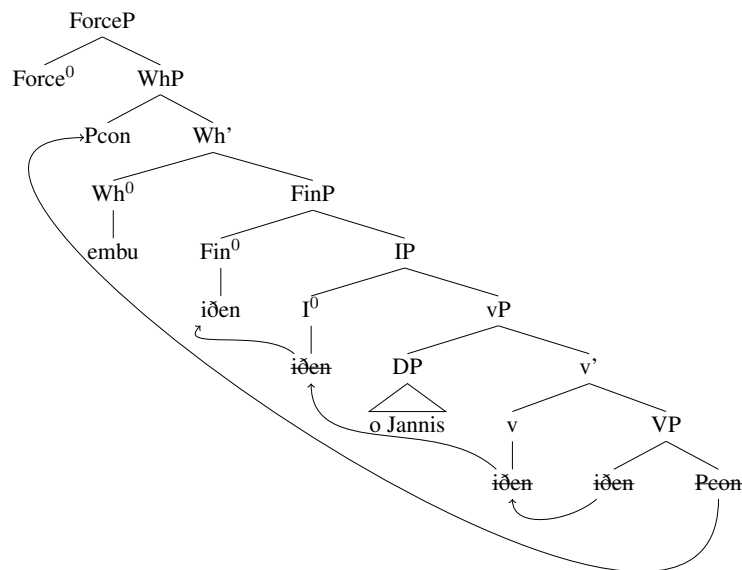 ForceP
Force⁰ WhP
Pcon Wh’
Wh⁰ FinP
embu Fin⁰ IP
iðen I⁰ vP
iðen DP v’
o Jannis v VP
iðen iðen Pcon